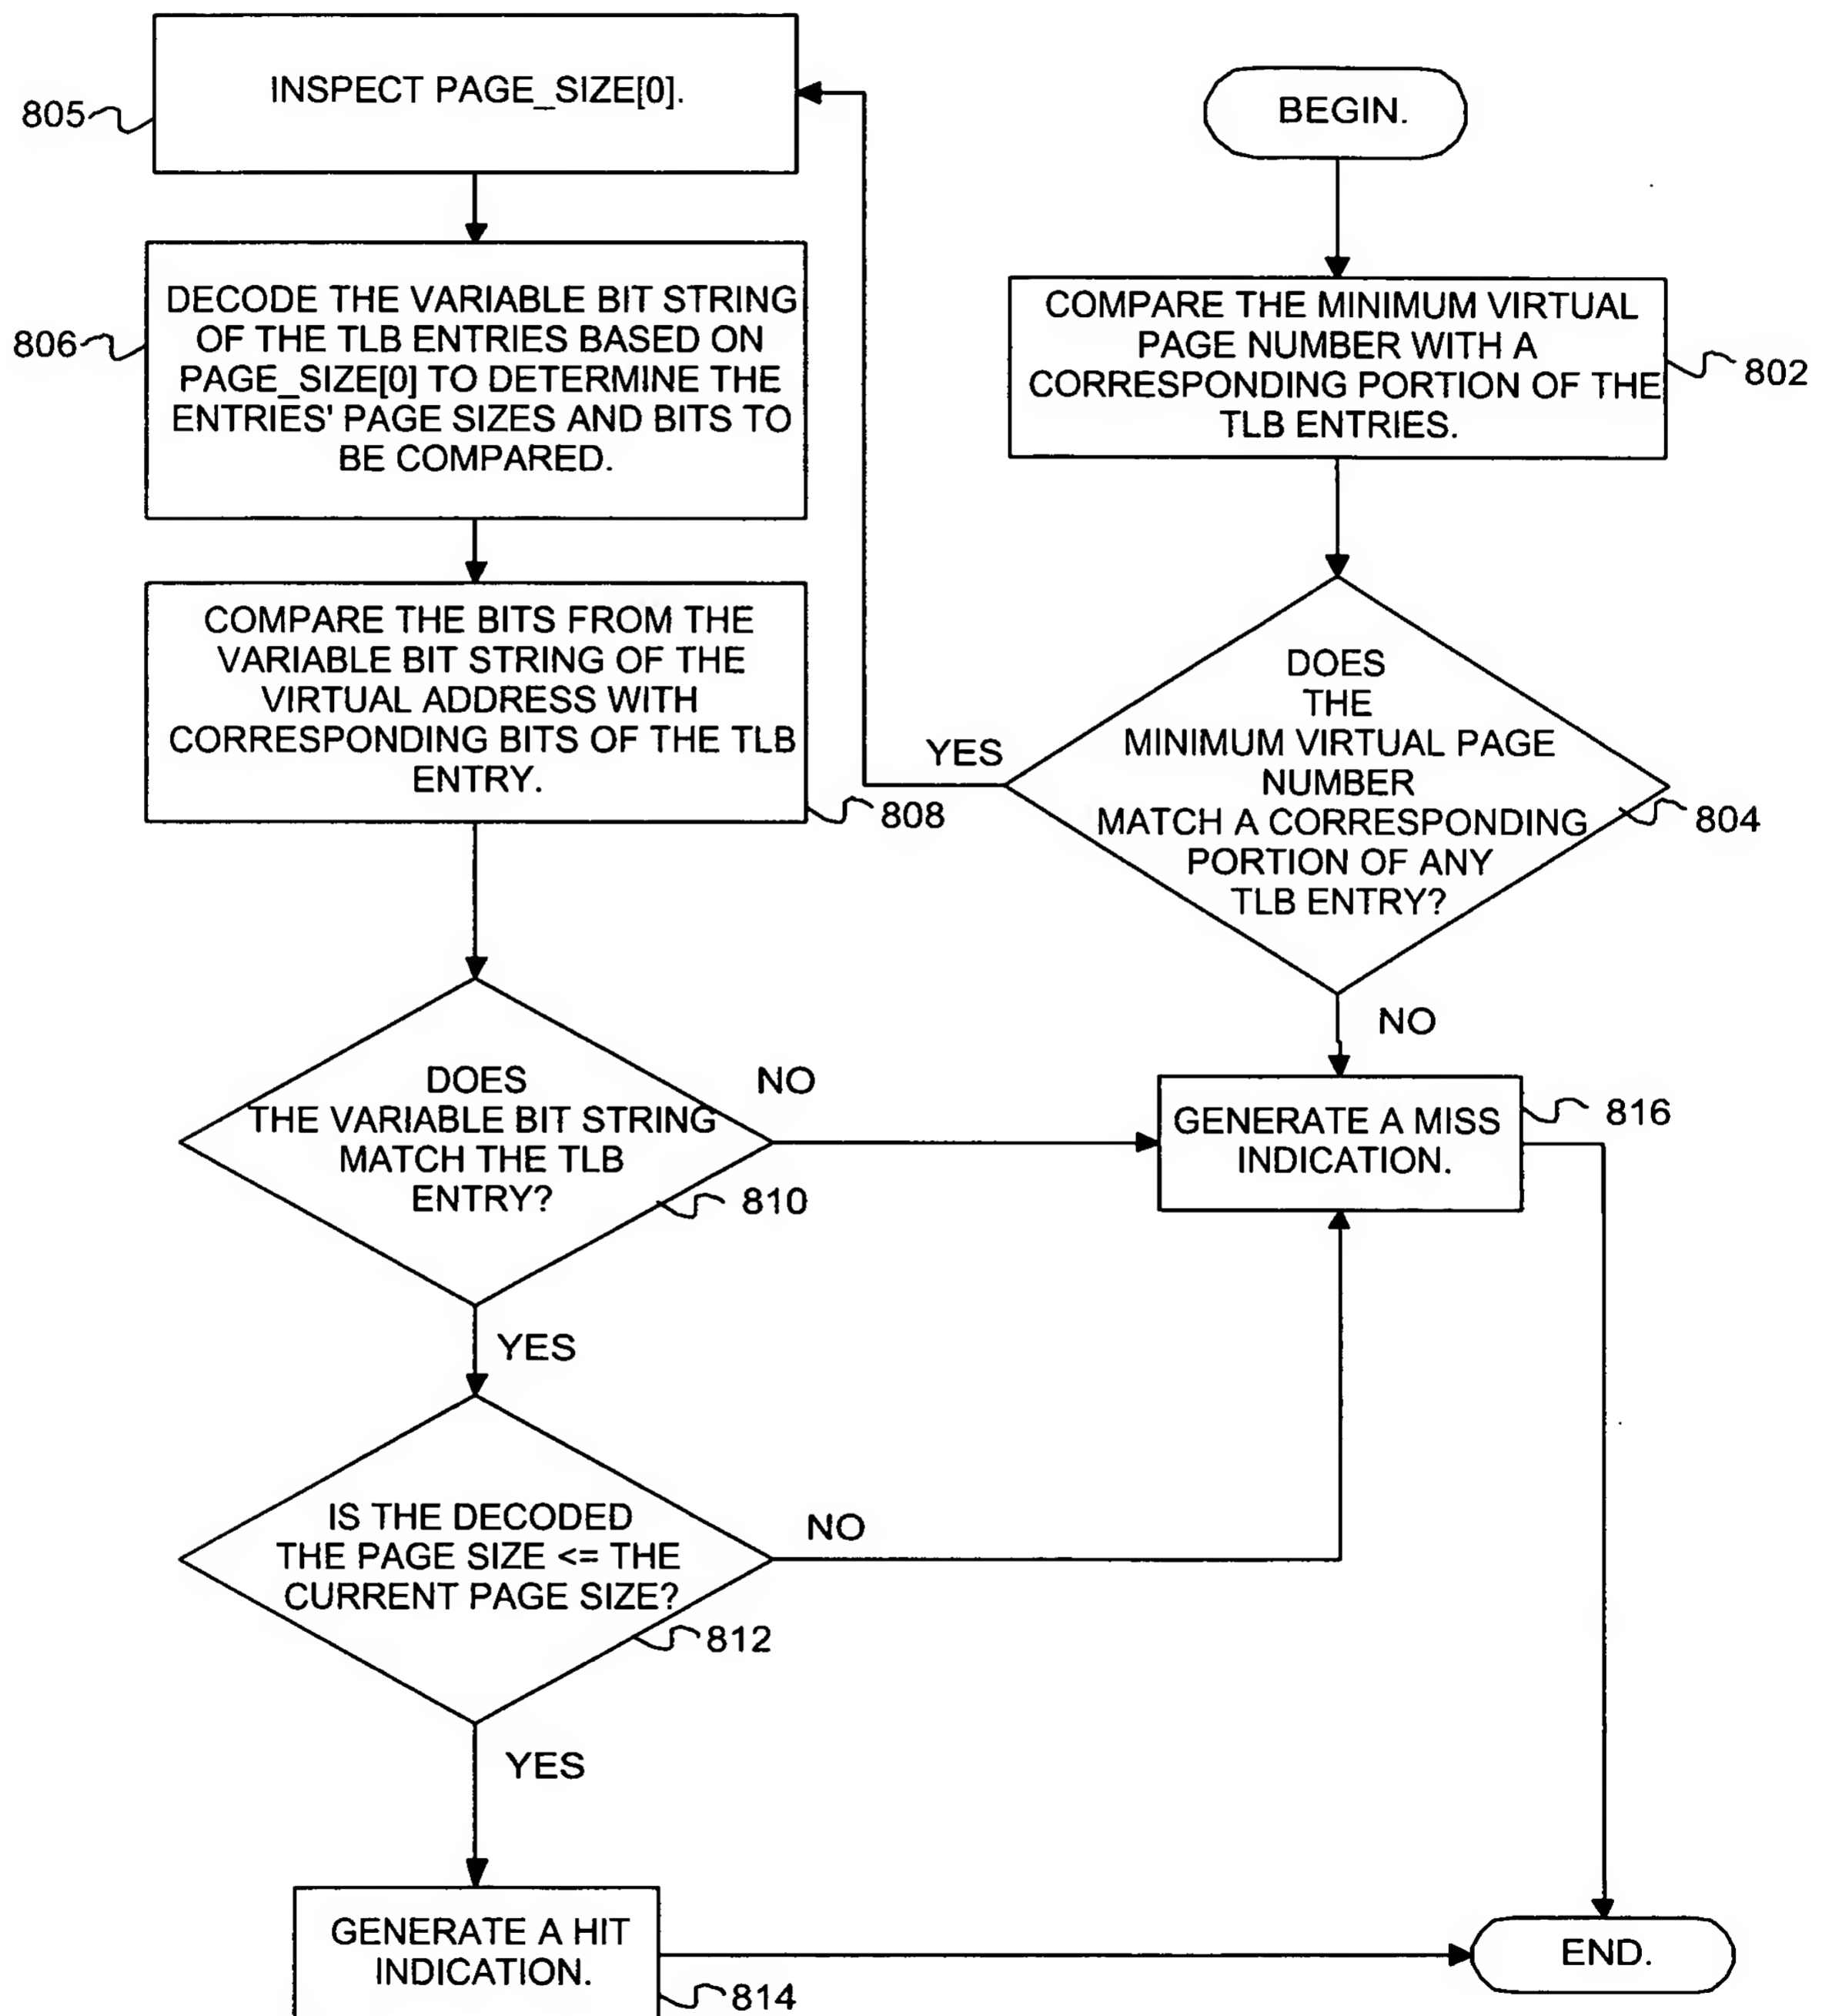 BEGIN.
COMPARE THE MINIMUM VIRTUAL
PAGE NUMBER WITH A
CORRESPONDING PORTION OF THE
TLB ENTRIES.
802
DOES
THE
MINIMUM VIRTUAL PAGE
NUMBER
MATCH A CORRESPONDING
PORTION OF ANY
TLB ENTRY?
804
YES
NO
INSPECT PAGE_SIZE[0].
805
DECODE THE VARIABLE BIT STRING
OF THE TLB ENTRIES BASED ON
PAGE_SIZE[0] TO DETERMINE THE
ENTRIES' PAGE SIZES AND BITS TO
BE COMPARED.
806
COMPARE THE BITS FROM THE
VARIABLE BIT STRING OF THE
VIRTUAL ADDRESS WITH
CORRESPONDING BITS OF THE TLB
ENTRY.
808
DOES
THE VARIABLE BIT STRING
MATCH THE TLB
ENTRY?
810
NO
YES
GENERATE A MISS
INDICATION.
816
IS THE DECODED
THE PAGE SIZE <= THE
CURRENT PAGE SIZE?
812
NO
YES
GENERATE A HIT
INDICATION.
814
END.